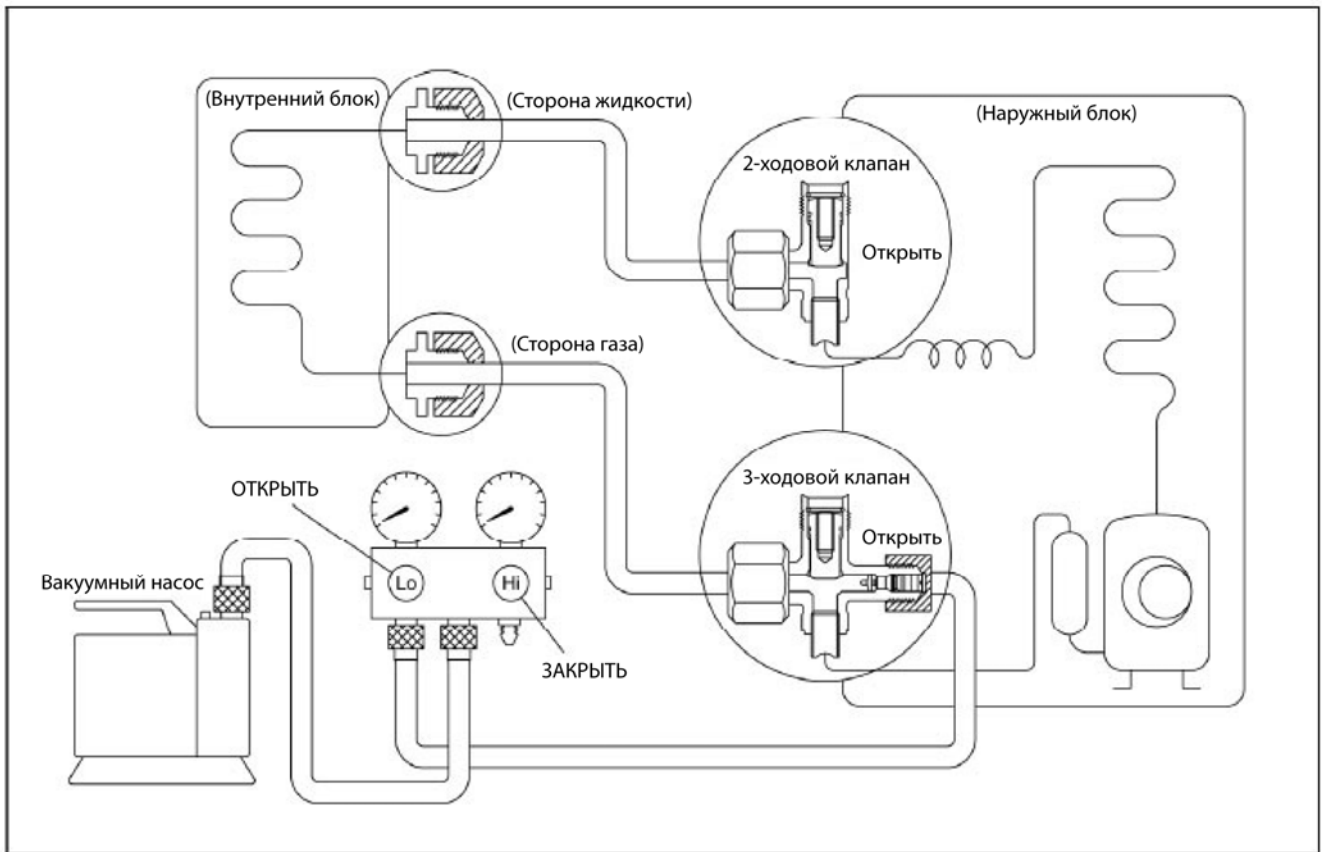 (Внутренний блок)
(Сторона жидкости)
(Наружный блок)
2-ходовой клапан
Открыть
(Сторона газа)
3-ходовой клапан
Открыть
ОТКРЫТЬ
Lo
Hi
Вакуумный насос
ЗАКРЫТЬ